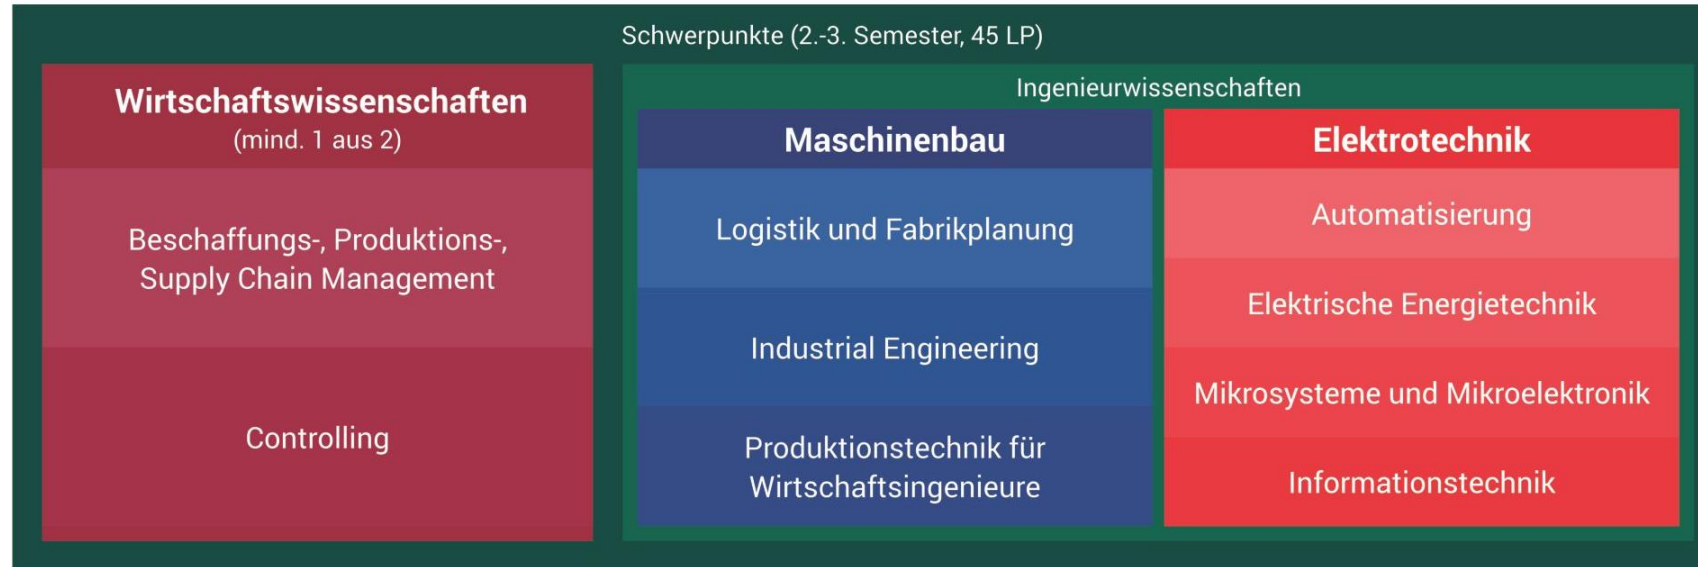 Schwerpunkte (2.-3. Semester, 45 LP)
Wirtschaftswissenschaften
(mind. 1 aus 2)
Beschaffungs-, Produktions-,
Supply Chain Management
Controlling
Ingenieurwissenschaften
Maschinenbau
Logistik und Fabrikplanung
Industrial Engineering
Produktionstechnik für
Wirtschaftsingenieure
Elektrotechnik
Automatisierung
Elektrische Energietechnik
Mikrosysteme und Mikroelektronik
Informationstechnik